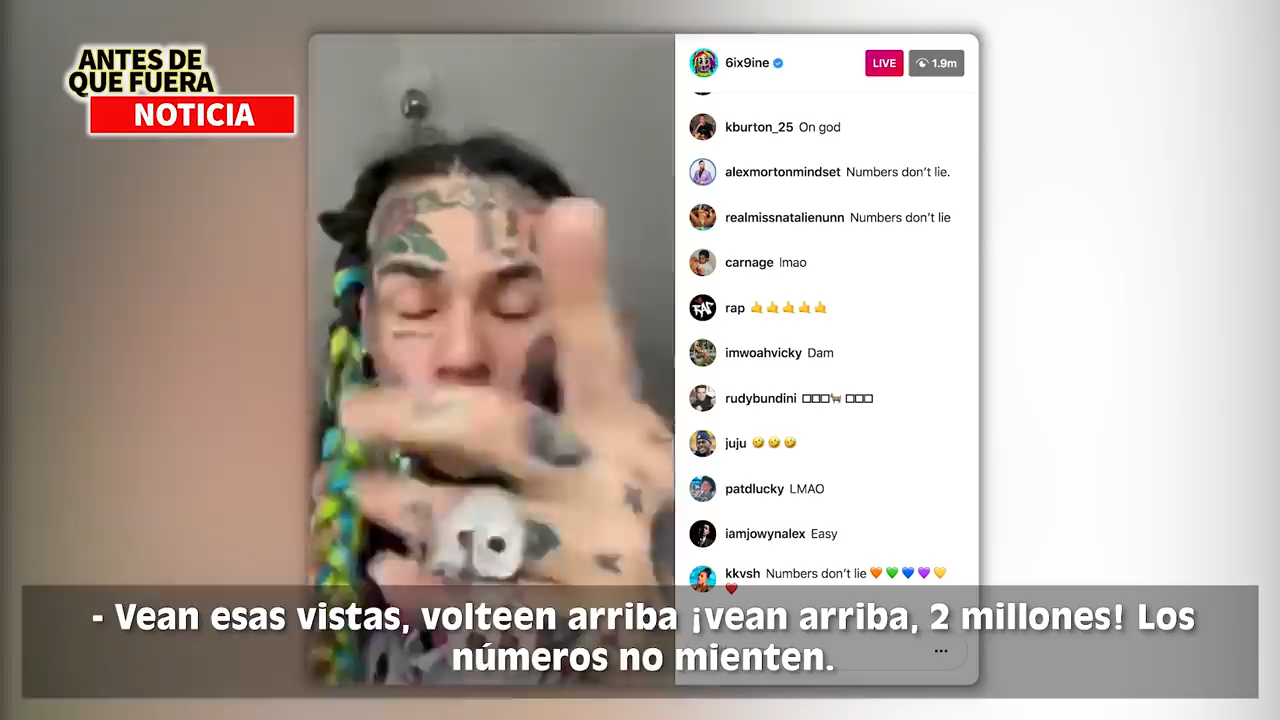 ANTES DE
QUE FUERA
NOTICIA
6ix9ine
LIVE 1.9m
kburton_25 On god
alexmortonmindset Numbers don't lie.
realmissnatalienunn Numbers don't lie
carnage lmao
rap 🤙🤙🤙🤙🤙
imwoahvicky Dam
rudybundini □□□🐐□□□
juju 🤣🤣🤣
patdlucky LMAO
iamjowynalex Easy
kkvsh Numbers don't lie 🧡💚💙💜💛
❤️
- Vean esas vistas, volteen arriba ¡vean arriba, 2 millones! Los
números no mienten.